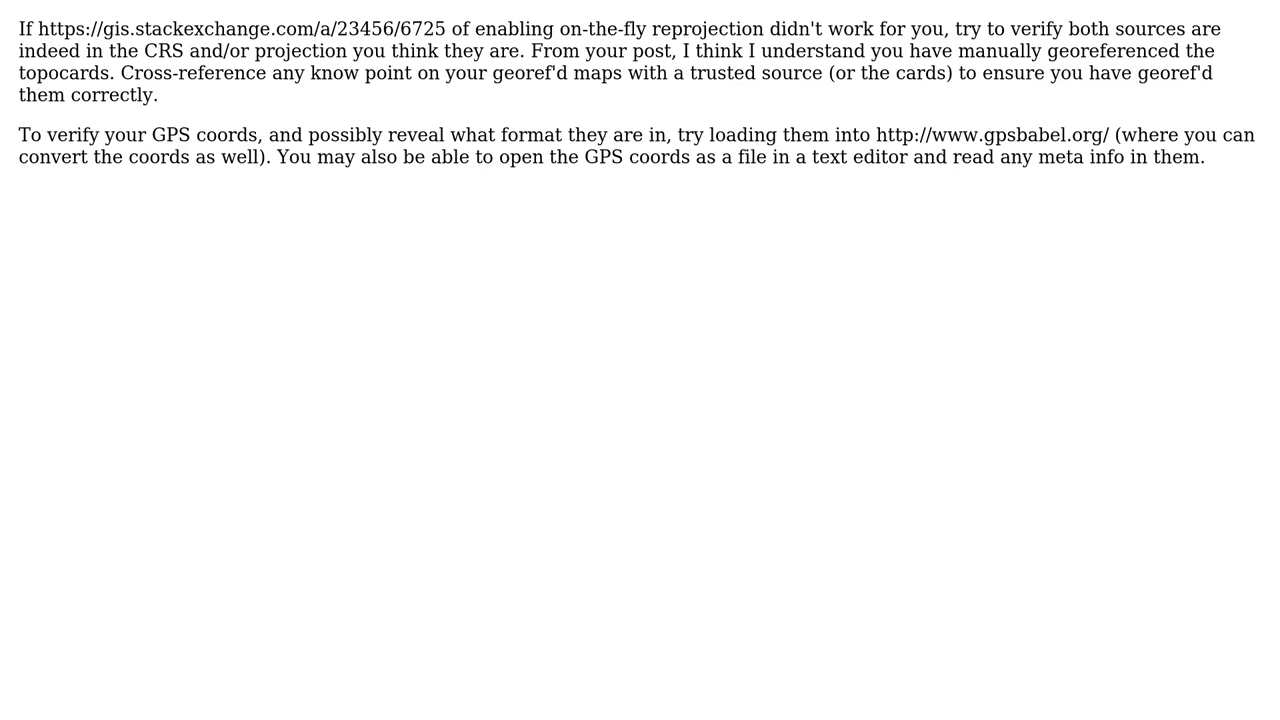 If https://gis.stackexchange.com/a/23456/6725 of enabling on-the-fly reprojection didn't work for you, try to verify both sources are
indeed in the CRS and/or projection you think they are. From your post, I think I understand you have manually georeferenced the
topocards. Cross-reference any know point on your georef'd maps with a trusted source (or the cards) to ensure you have georef'd
them correctly.
To verify your GPS coords, and possibly reveal what format they are in, try loading them into http://www.gpsbabel.org/ (where you can
convert the coords as well). You may also be able to open the GPS coords as a file in a text editor and read any meta info in them.